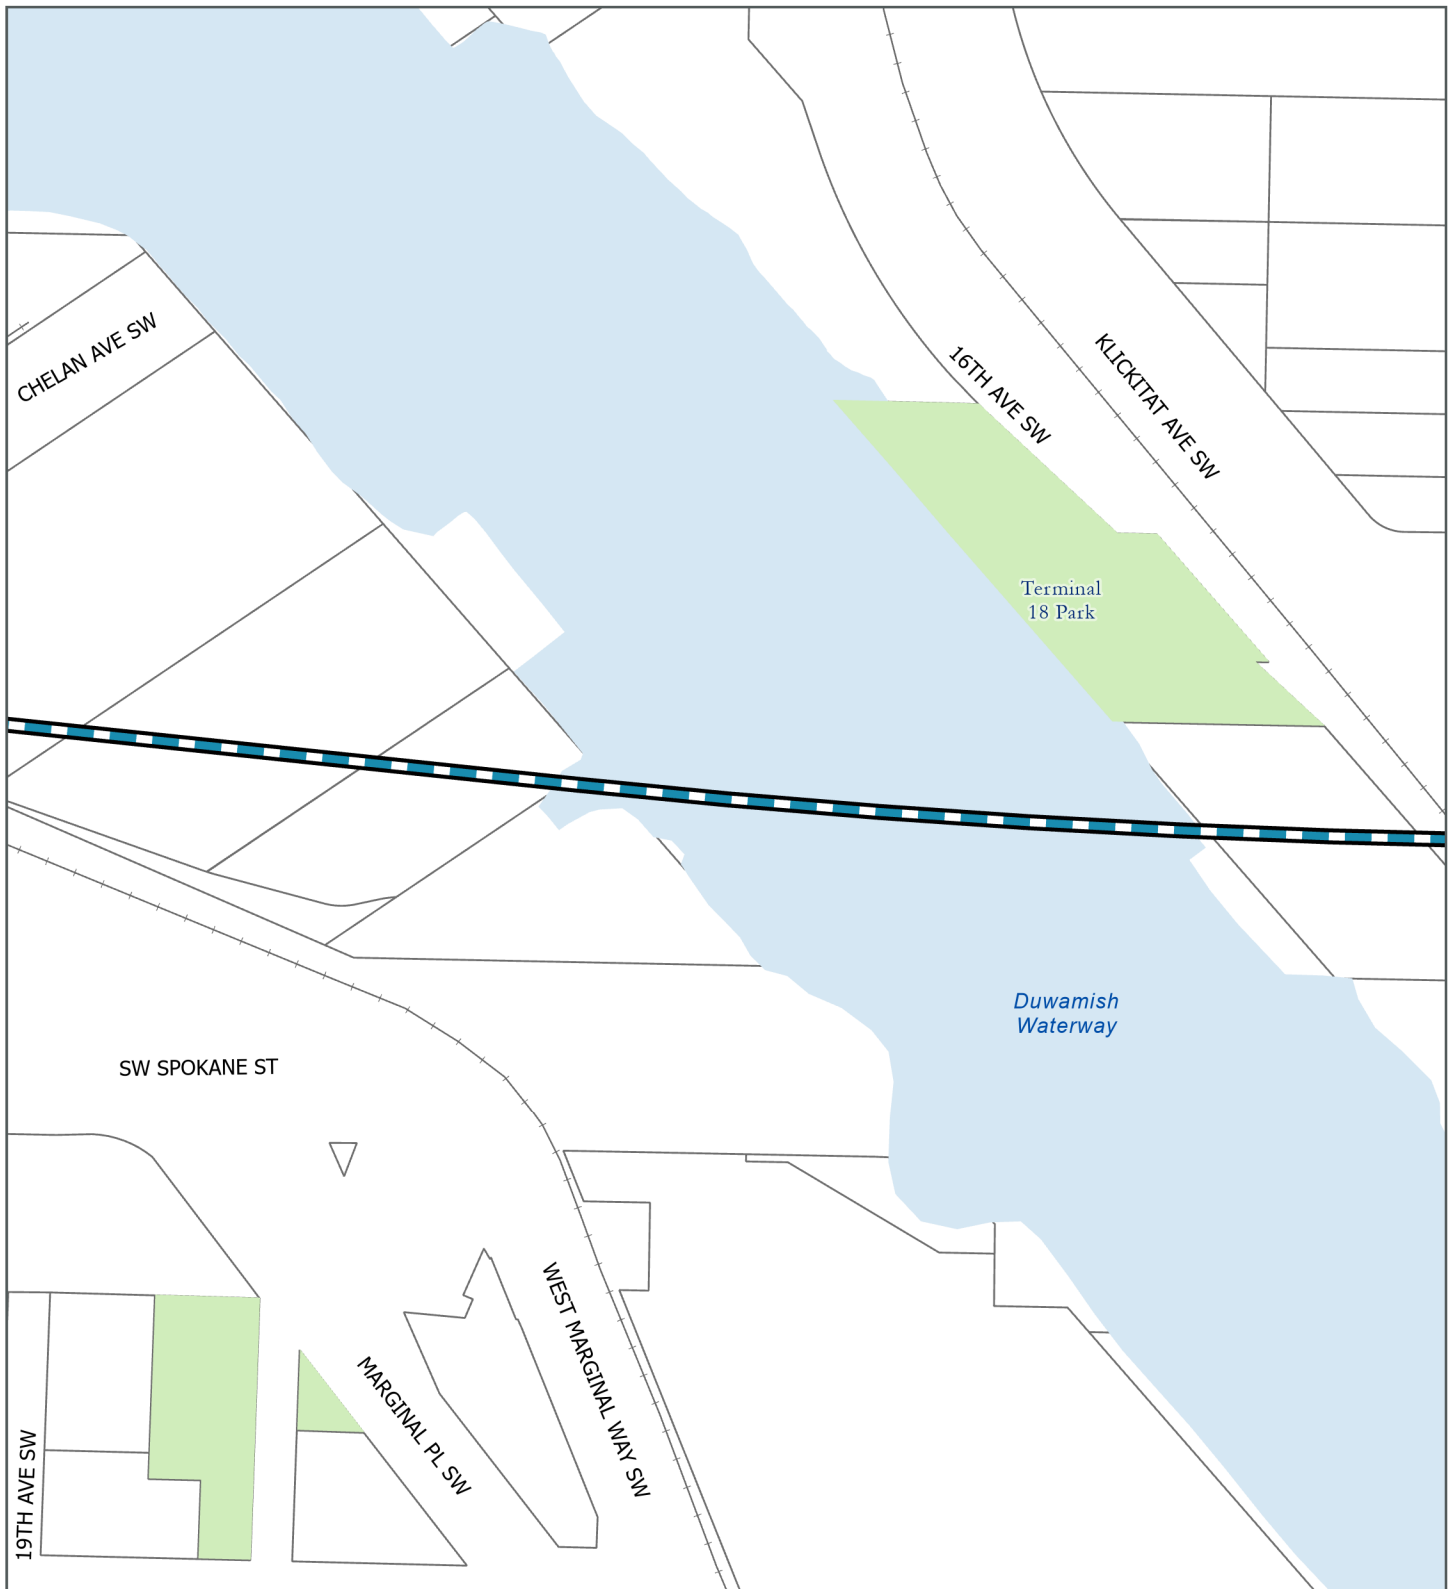 CHELAN AVE SW
16TH AVE SW
KLICKITAT AVE SW
Terminal
18 Park
Duwamish
Waterway
SW SPOKANE ST
WEST MARGINAL WAY SW
MARGINAL PL SW
19TH AVE SW